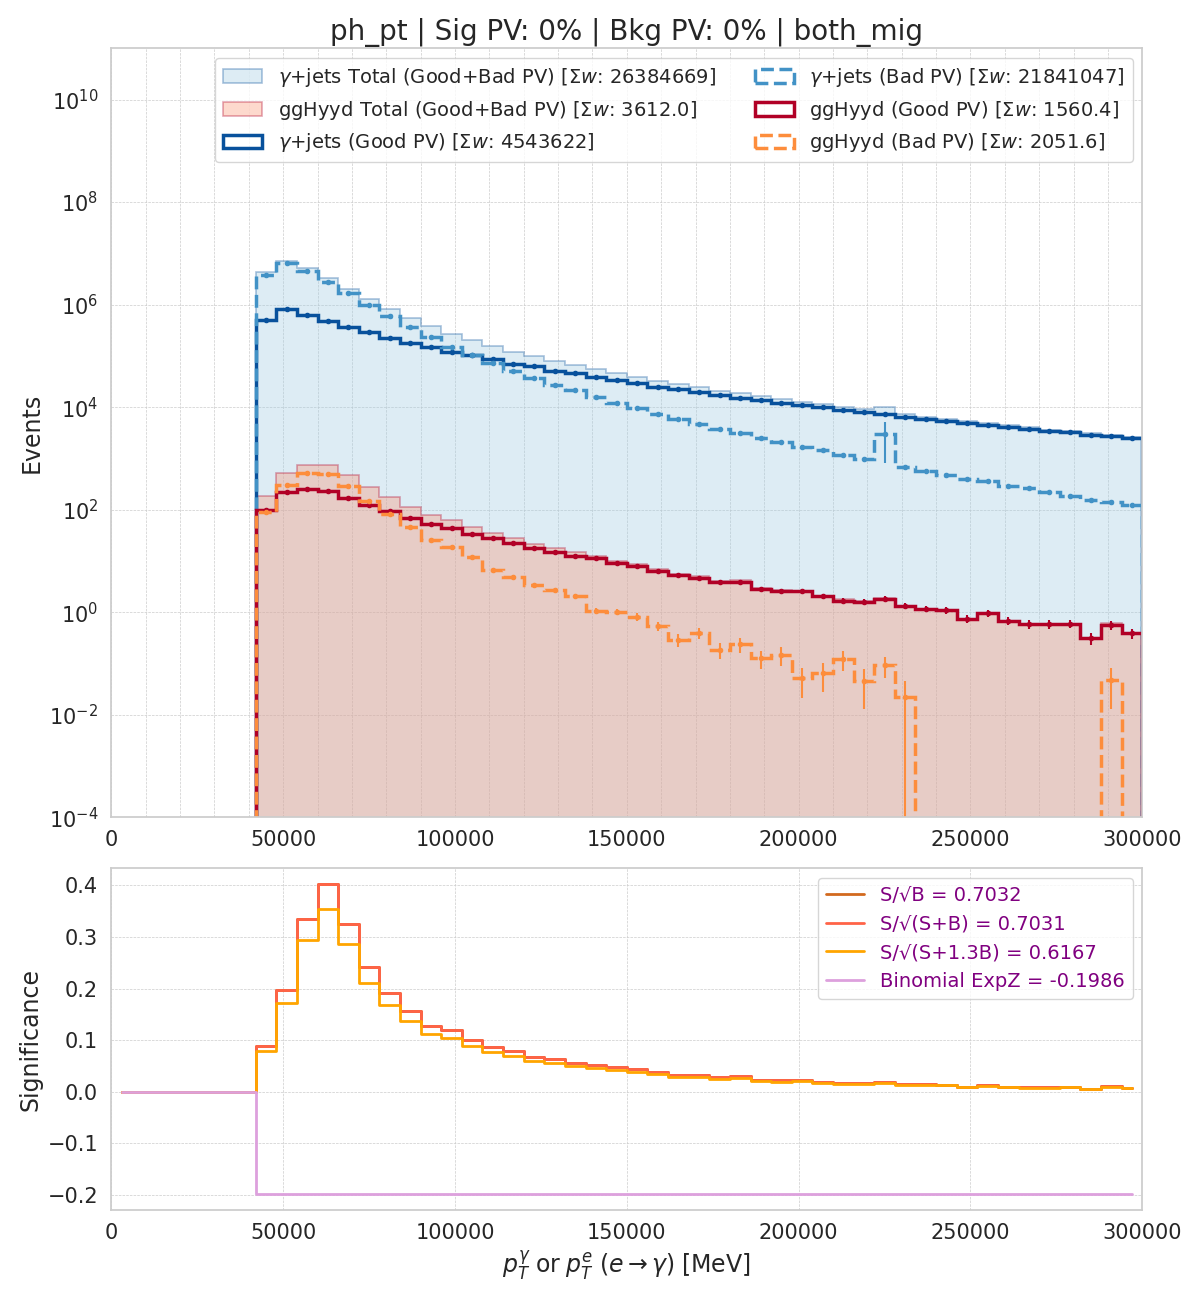 ph_pt | Sig PV: 0% | Bkg PV: 0% | both_mig
γ+jets Total (Good+Bad PV) [Σw: 26384669]
ggHyyd Total (Good+Bad PV) [Σw: 3612.0]
γ+jets (Good PV) [Σw: 4543622]
γ+jets (Bad PV) [Σw: 21841047]
ggHyyd (Good PV) [Σw: 1560.4]
ggHyyd (Bad PV) [Σw: 2051.6]
Events
10^10
10^8
10^6
10^4
10^2
10^0
10^−2
10^−4
0 50000 100000 150000 200000 250000 300000
S/√B = 0.7032
S/√(S+B) = 0.7031
S/√(S+1.3B) = 0.6167
Binomial ExpZ = -0.1986
Significance
0.4
0.3
0.2
0.1
0.0
−0.1
−0.2
0 50000 100000 150000 200000 250000 300000
p_T^γ or p_T^e (e→γ) [MeV]